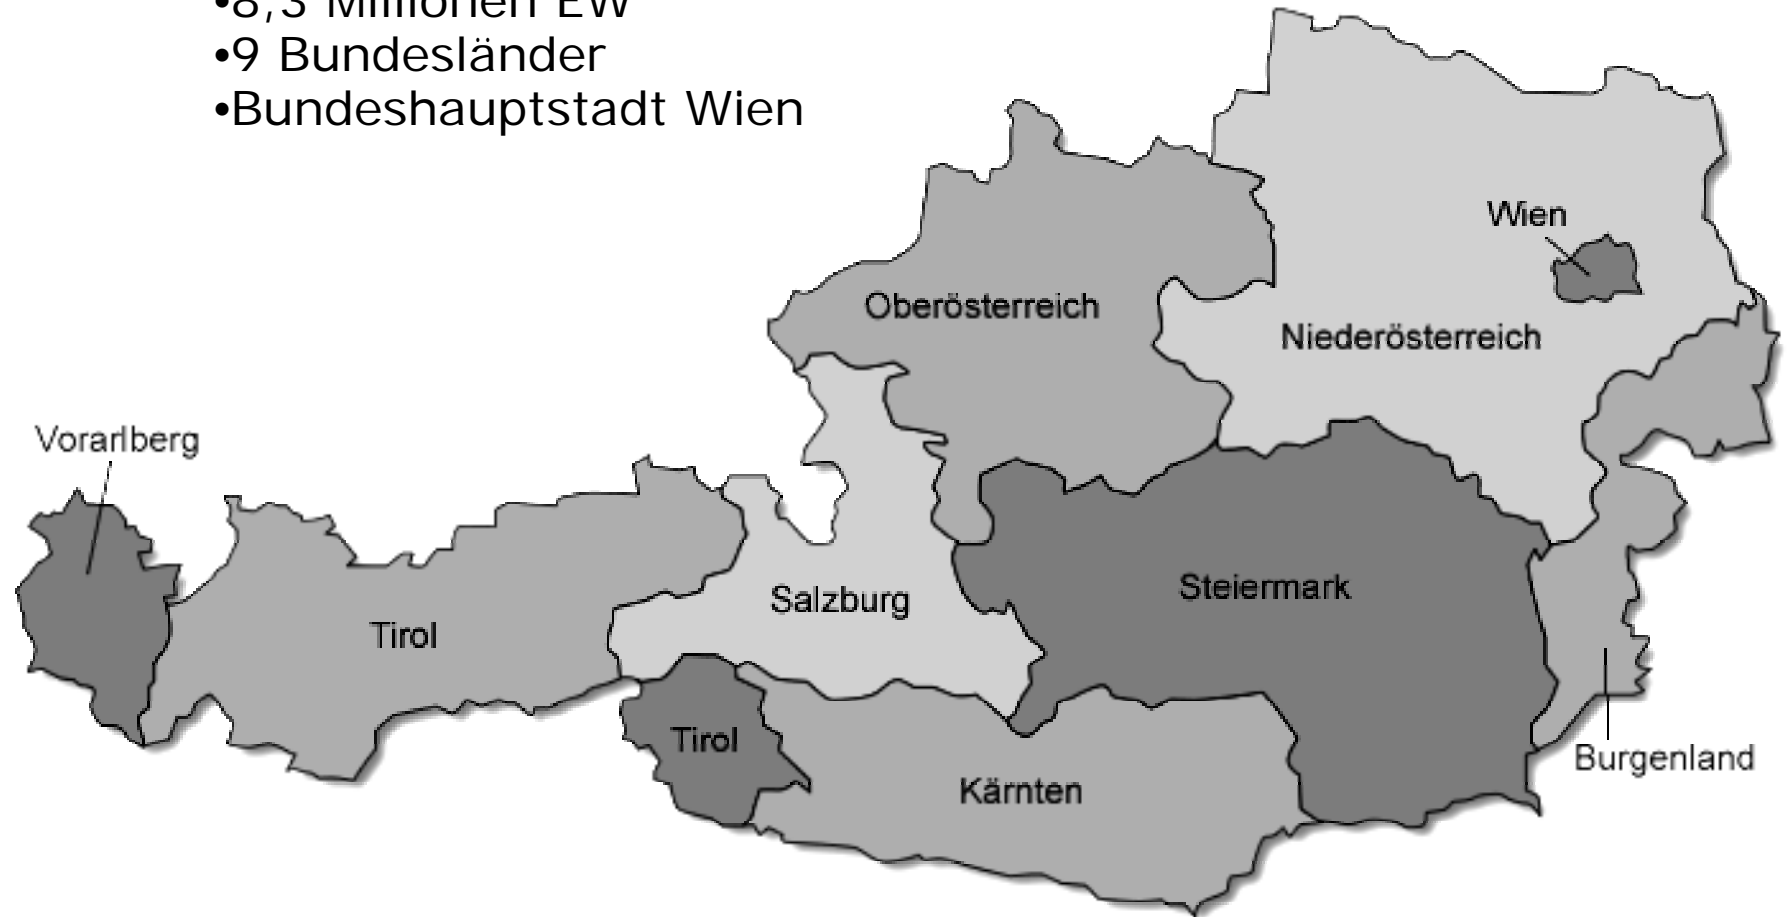 •8,3 Millionen EW
•9 Bundesländer
•Bundeshauptstadt Wien
Wien
Oberösterreich
Niederösterreich
Vorarlberg
Salzburg
Steiermark
Tirol
Tirol
Kärnten
Burgenland